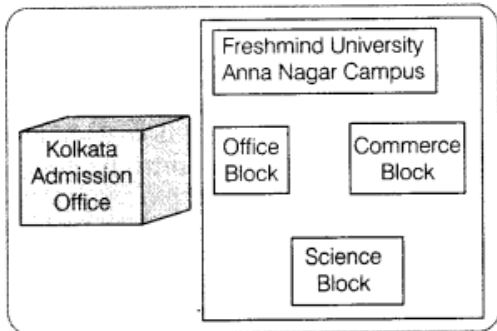 Freshmind University
Anna Nagar Campus
Kolkata
Admission
Office
Office
Block
Commerce
Block
Science
Block